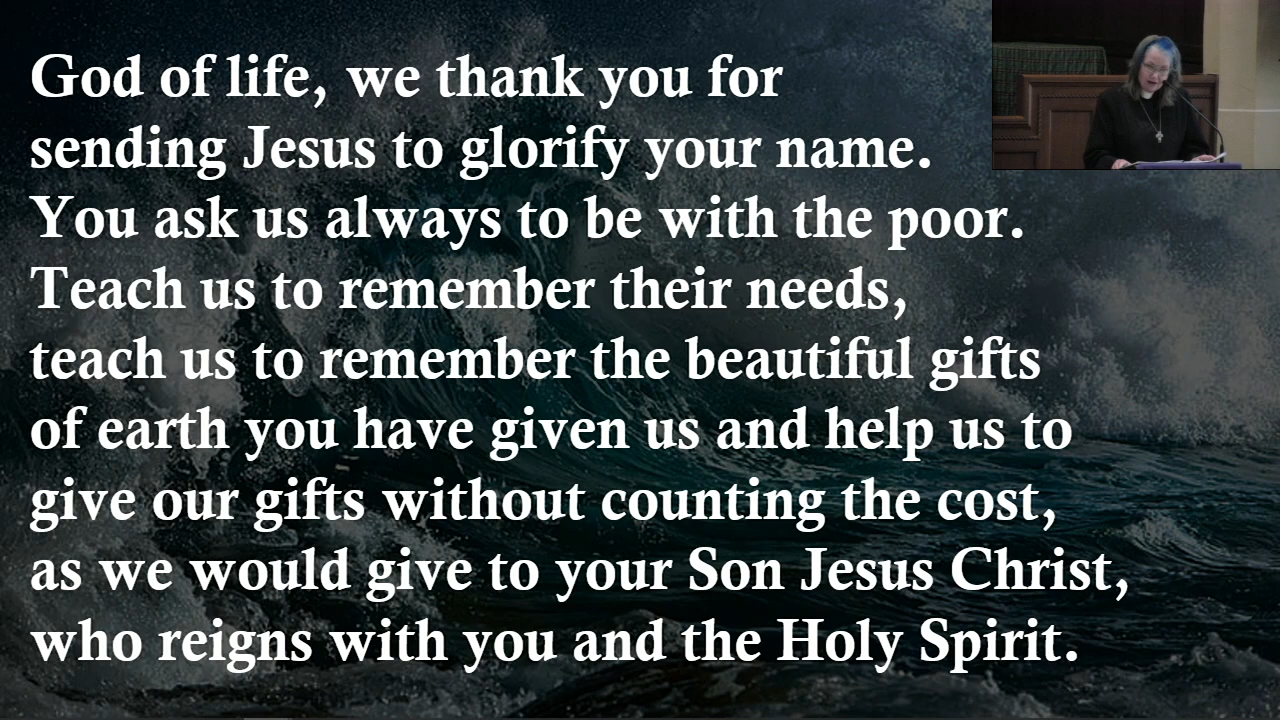 God of life, we thank you for
sending Jesus to glorify your name.
You ask us always to be with the poor.
Teach us to remember their needs,
teach us to remember the beautiful gifts
of earth you have given us and help us to
give our gifts without counting the cost,
as we would give to your Son Jesus Christ,
who reigns with you and the Holy Spirit.